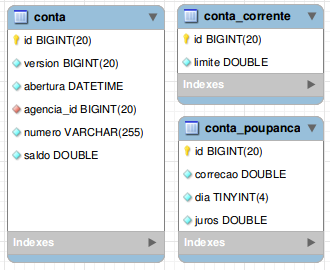 conta
id BIGINT(20)
version BIGINT(20)
abertura DATETIME
agencia_id BIGINT(20)
numero VARCHAR(255)
saldo DOUBLE
Indexes
conta_corrente
id BIGINT(20)
limite DOUBLE
Indexes
conta_poupanca
id BIGINT(20)
correcao DOUBLE
dia TINYINT(4)
juros DOUBLE
Indexes